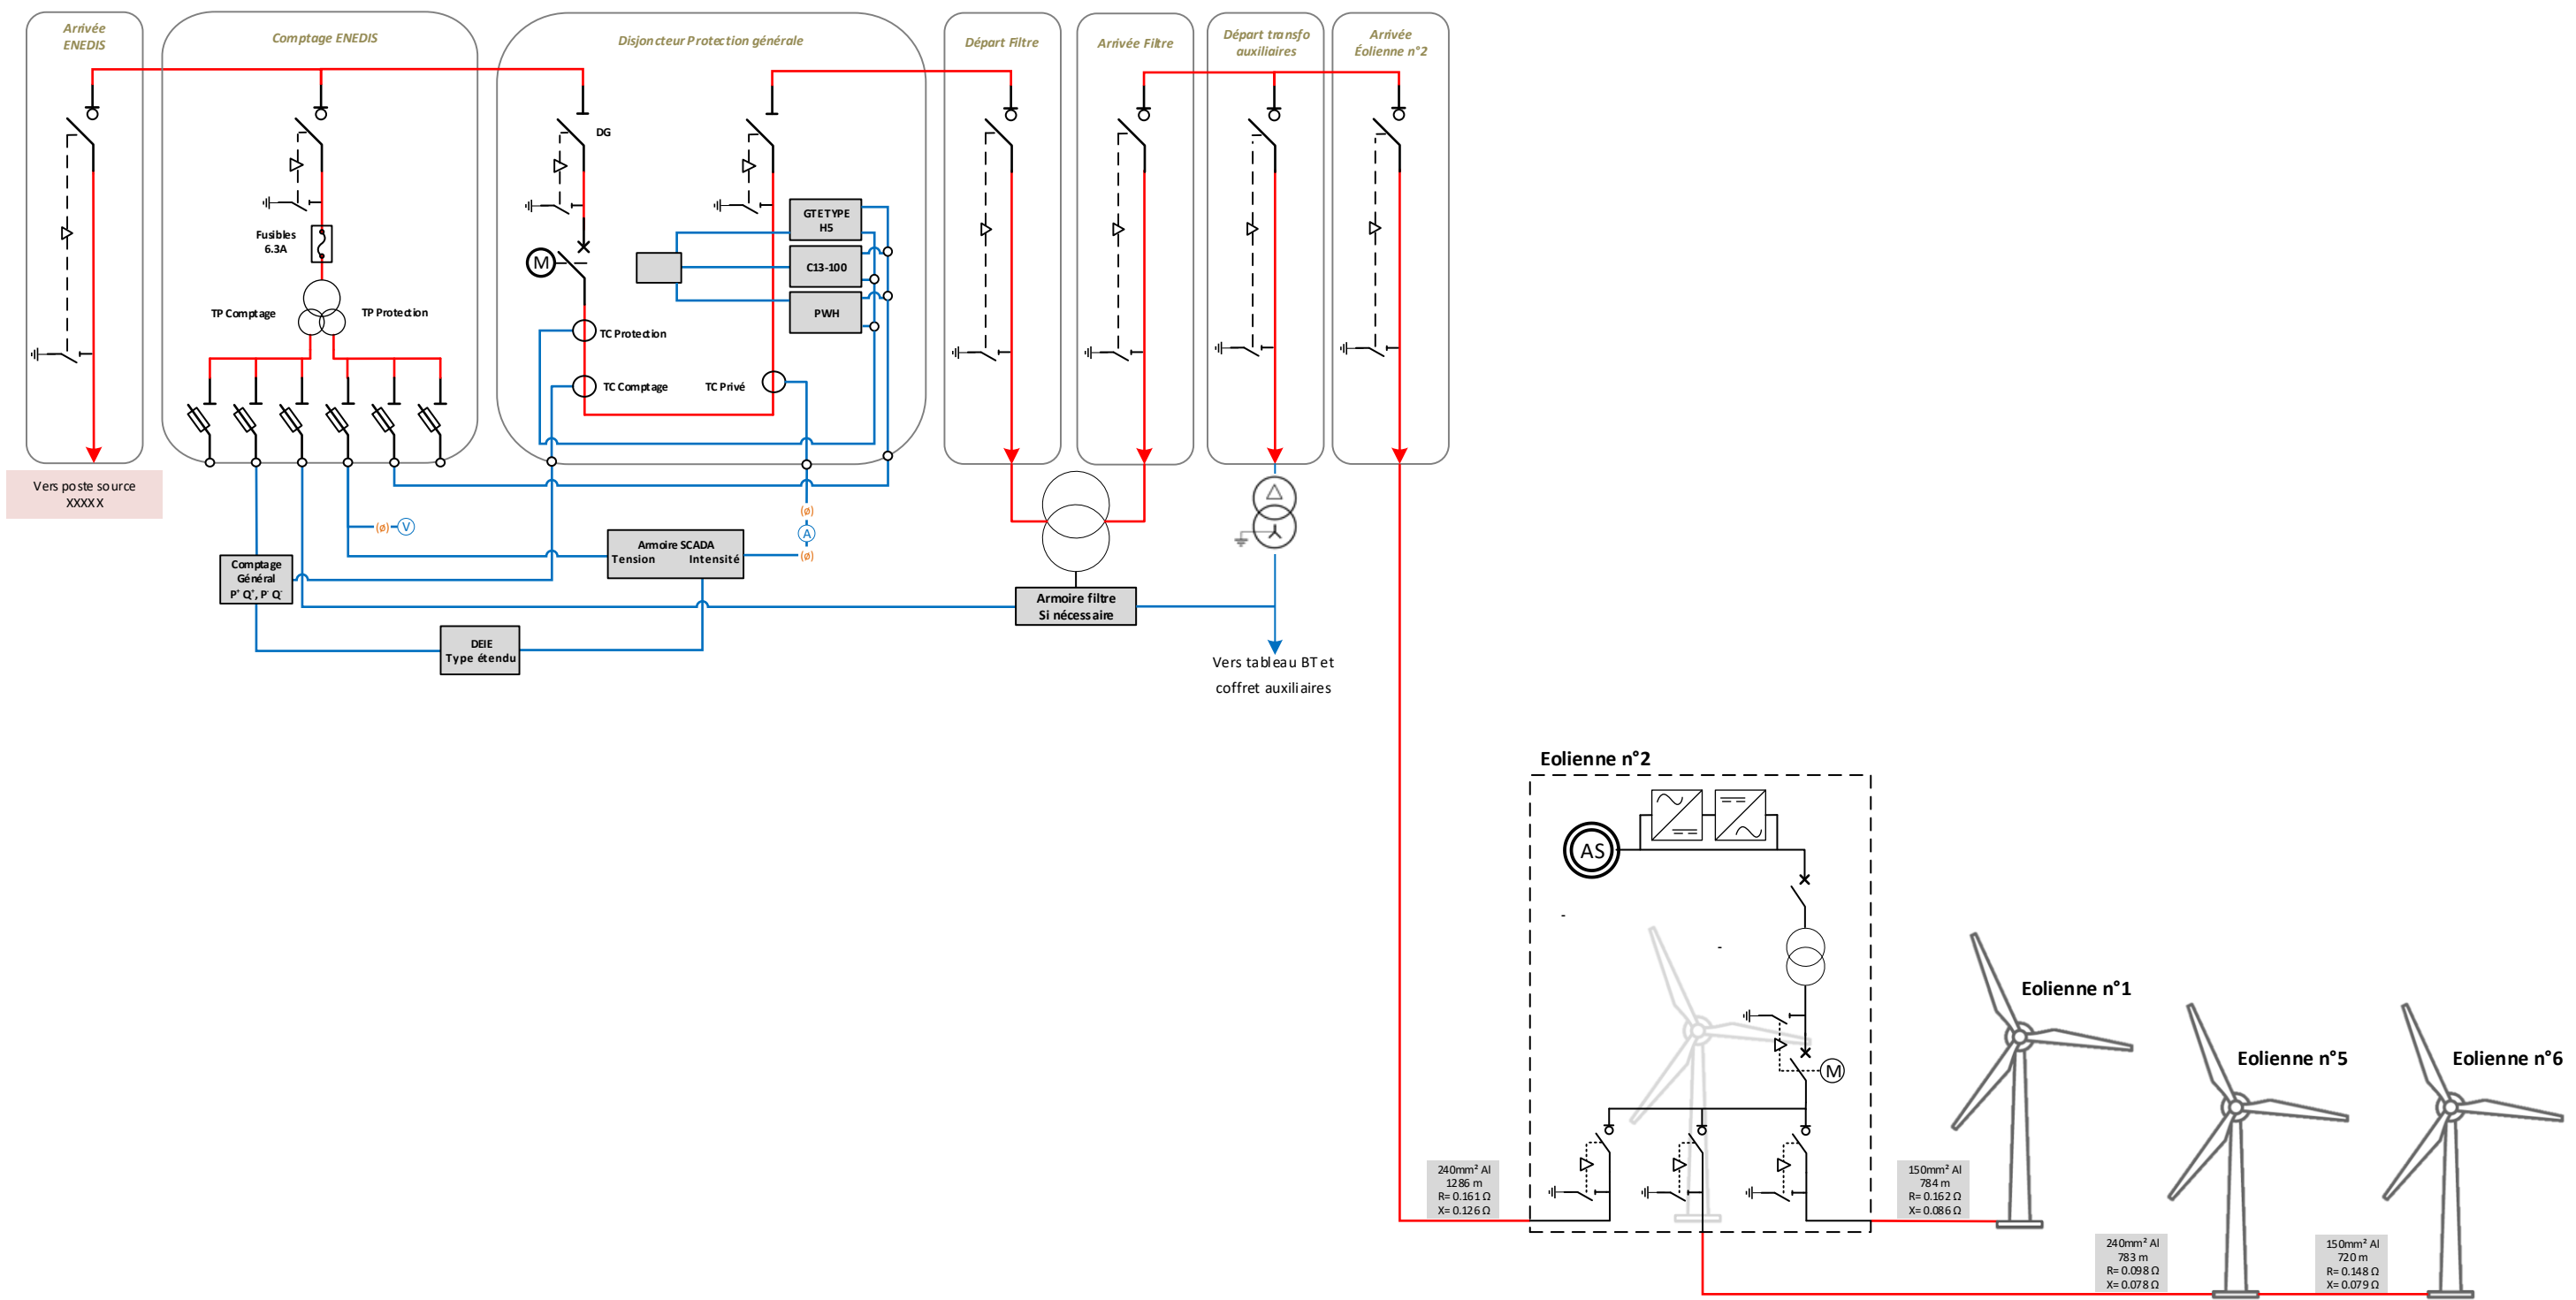 Arrivée
ENEDIS
Comptage ENEDIS
Disjoncteur Protection générale
Départ Filtre
Arrivée Filtre
Départ transfo
auxiliaires
Arrivée
Éolienne n°2
DG
Fusibles
6.3A
GTE TYPE
H5
C13-100
PWH
M
TP Comptage
TP Protection
TC Protection
TC Comptage
TC Privé
Vers poste source
XXXXX
(ø)
V
(ø)
A
(ø)
Armoire SCADA
Tension Intensité
Comptage
Général
P⁺ Q⁺, P⁻ Q⁻
Armoire filtre
Si nécessaire
DEIE
Type étendu
Vers tableau BT et
coffret auxiliaires
Eolienne n°2
AS
-
-
M
Eolienne n°1
Eolienne n°5
Eolienne n°6
240mm² Al
1286 m
R= 0.161 Ω
X= 0.126 Ω
150mm² Al
784 m
R= 0.162 Ω
X= 0.086 Ω
240mm² Al
783 m
R= 0.098 Ω
X= 0.078 Ω
150mm² Al
720 m
R= 0.148 Ω
X= 0.079 Ω